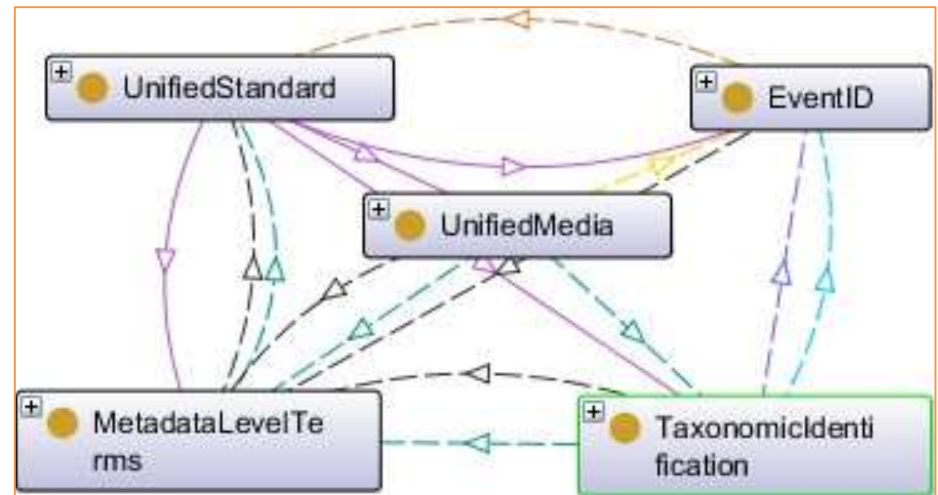 UnifiedStandard
EventID
UnifiedMedia
MetadataLevelTe
rms
TaxonomicIdenti
fication